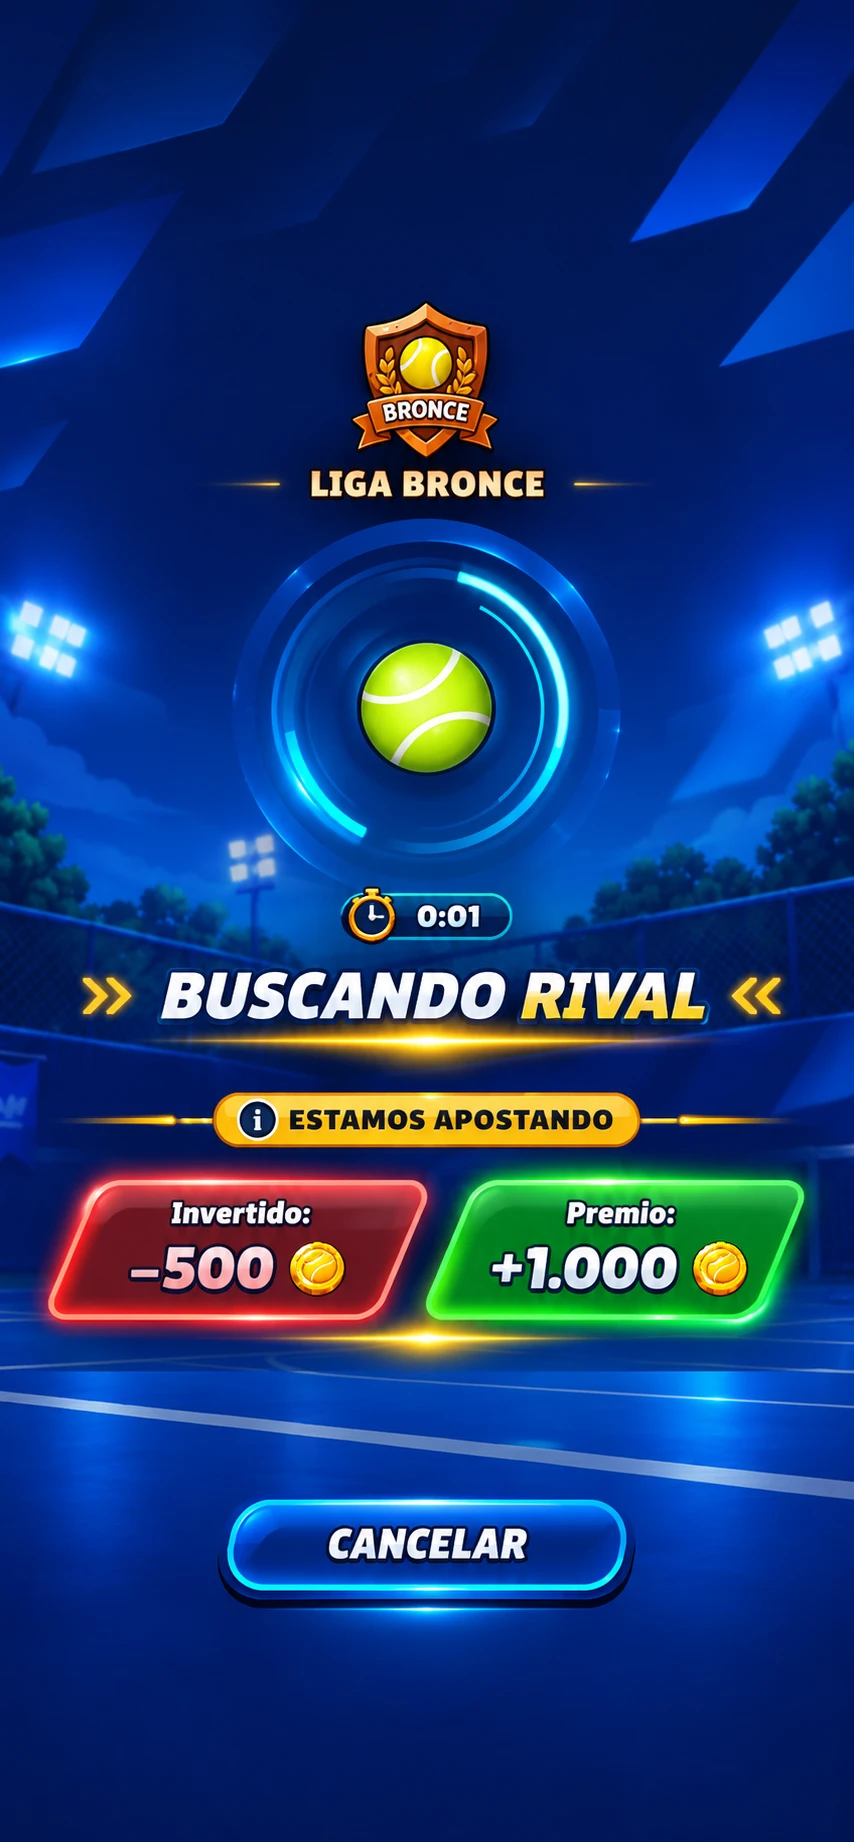 BRONCE
LIGA BRONCE
0:01
BUSCANDO RIVAL
i ESTAMOS APOSTANDO
Invertido:
-500
Premio:
+1.000
CANCELAR